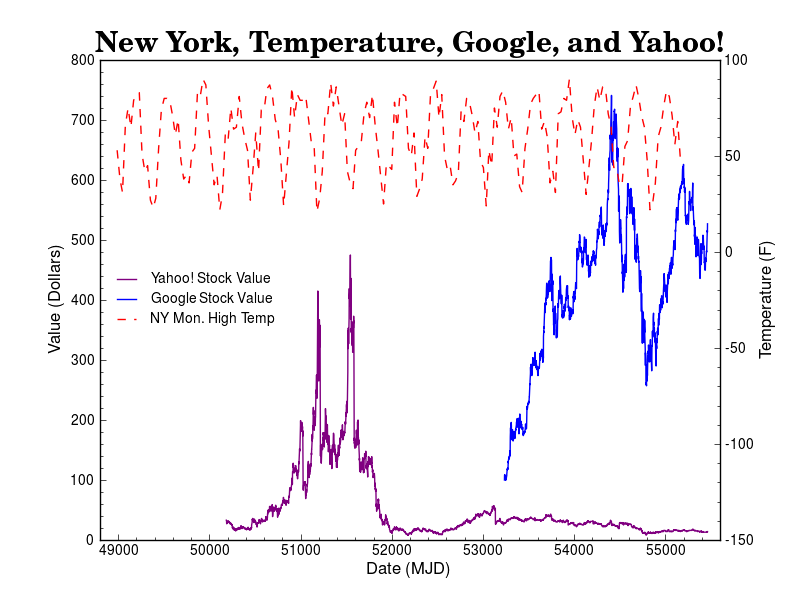 New York, Temperature, Google, and Yahoo!
800
700
600
500
400
300
200
100
0
Value (Dollars)
Yahoo! Stock Value
Google Stock Value
NY Mon. High Temp
100
50
0
-50
-100
-150
Temperature (F)
49000 50000 51000 52000 53000 54000 55000
Date (MJD)